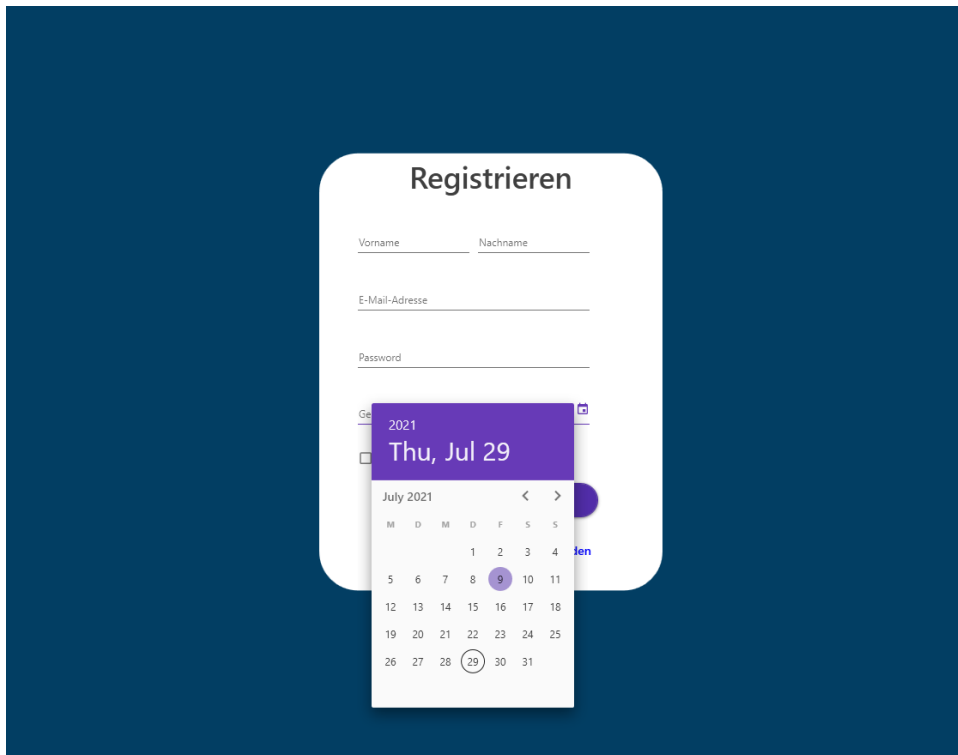 Registrieren
Vorname Nachname
E-Mail-Adresse
Password
Ge
2021
Thu, Jul 29
July 2021
M D M D F S S
1 2 3 4
den
5 6 7 8 9 10 11
12 13 14 15 16 17 18
19 20 21 22 23 24 25
26 27 28 29 30 31